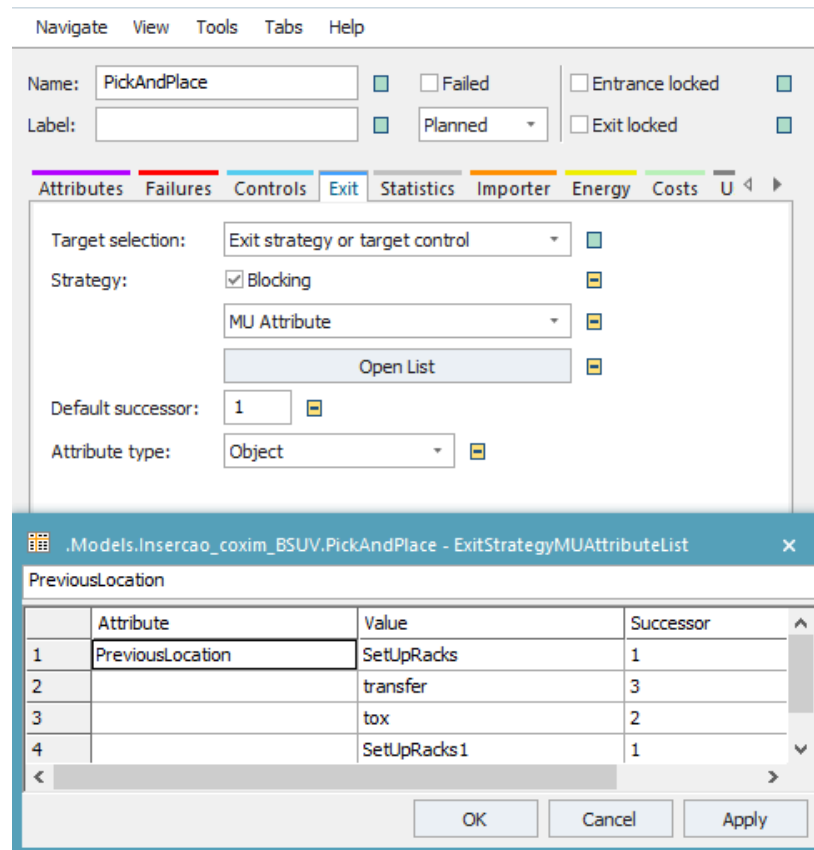 Navigate View Tools Tabs Help
Name: PickAndPlace Failed Entrance locked
Label: Planned Exit locked
Attributes Failures Controls Exit Statistics Importer Energy Costs U
Target selection: Exit strategy or target control
Strategy: Blocking
MU Attribute
Open List
Default successor: 1
Attribute type: Object
.Models.Insercao_coxim_BSUV.PickAndPlace - ExitStrategyMUAttributeList
PreviousLocation
Attribute Value Successor
1 PreviousLocation SetUpRacks 1
2 transfer 3
3 tox 2
4 SetUpRacks1 1
OK Cancel Apply